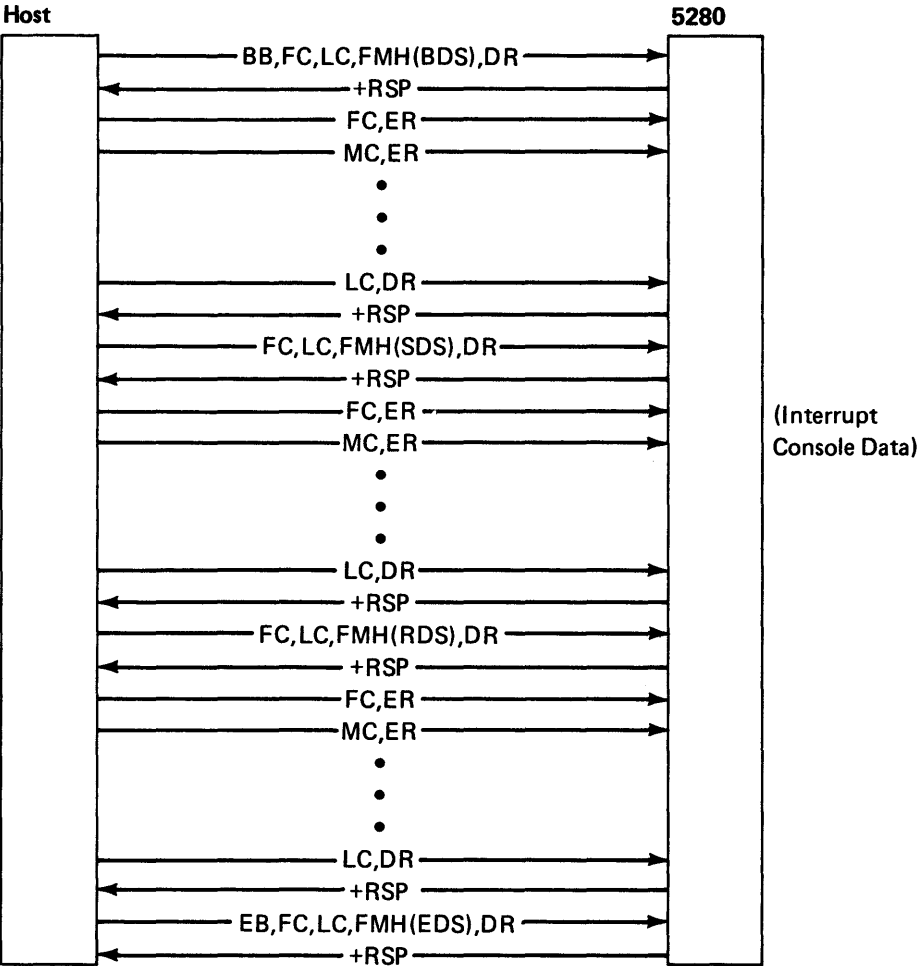 Host 5280
BB,FC,LC,FMH(BDS),DR
+RSP
FC,ER
MC,ER
LC,DR
+RSP
FC,LC,FMH(SDS),DR
+RSP
FC,ER
(Interrupt
MC,ER
Console Data)
LC,DR
+RSP
FC,LC,FMH(RDS),DR
+RSP
FC,ER
MC,ER
LC,DR
+RSP
EB,FC,LC,FMH(EDS),DR
+RSP